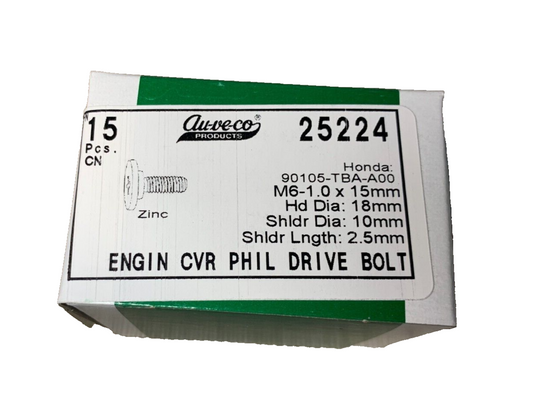 15
Pcs.
CN
Au-ve-co®
PRODUCTS
25224
Zinc
Honda:
90105-TBA-A00
M6-1.0 x 15mm
Hd Dia: 18mm
Shldr Dia: 10mm
Shldr Lngth: 2.5mm
ENGIN CVR PHIL DRIVE BOLT